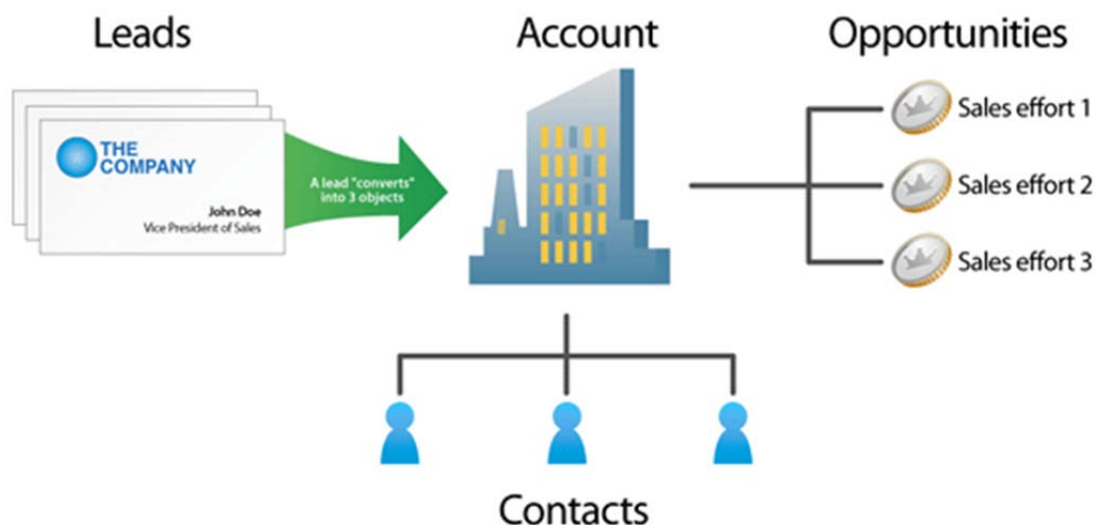 Leads
Account
Opportunities
THE
COMPANY
John Doe
Vice President of Sales
A lead "converts"
into 3 objects
Sales effort 1
Sales effort 2
Sales effort 3
Contacts